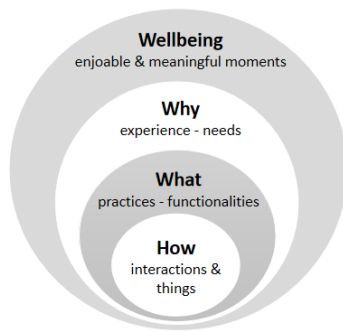 Wellbeing
enjoyable & meaningful moments
Why
experience - needs
What
practices - functionalities
How
interactions &
things